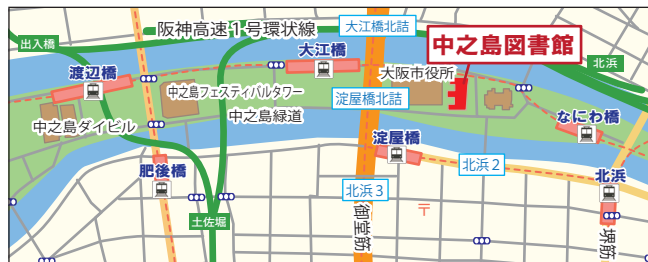 阪神高速１号環状線
大江橋北詰
出入橋
中之島図書館
北浜
渡辺橋
大江橋
大阪市役所
中之島フェスティバルタワー
淀屋橋北詰
なにわ橋
中之島ダイビル
中之島緑道
淀屋橋
肥後橋
北浜２
北浜
北浜３
土佐堀
〒
御堂筋
堺筋